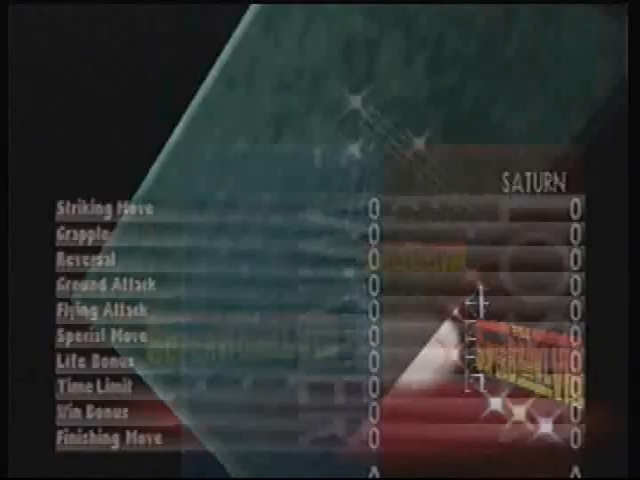 SATURN
Striking Move 0 0
Grapple 0 0
Reversal 0 0
Ground Attack 0 0
Flying Attack 0 0
Special Move 0 0
Life Bonus 0 0
Time Limit 0 0
Win Bonus 0 0
Finishing Move 0 0